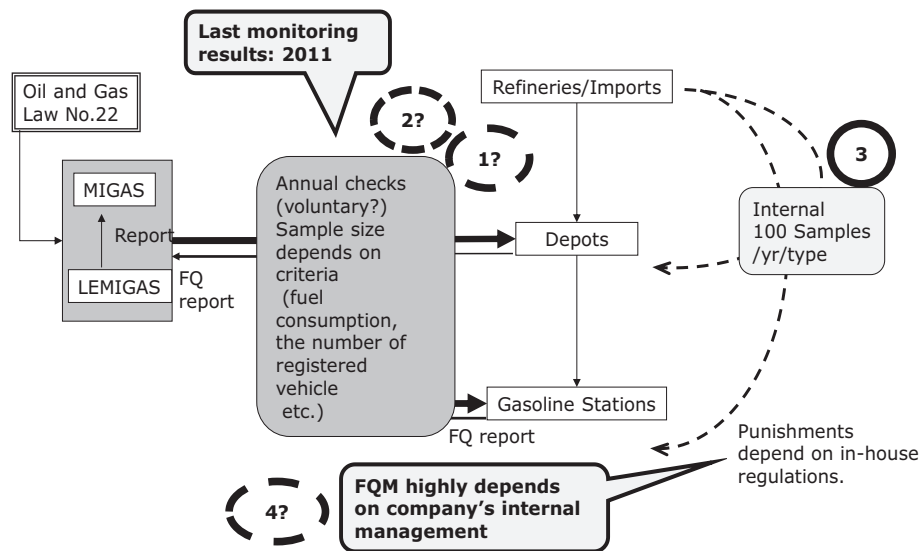 Last monitoring
results: 2011
Oil and Gas
Law No.22
Refineries/Imports
2?
1?
3
MIGAS
Report
LEMIGAS
FQ
report
Annual checks
(voluntary?)
Sample size
depends on
criteria
(fuel
consumption,
the number of
registered
vehicle
etc.)
Depots
Internal
100 Samples
/yr/type
Gasoline Stations
FQ report
Punishments
depend on in-house
regulations.
4?
FQM highly depends
on company's internal
management